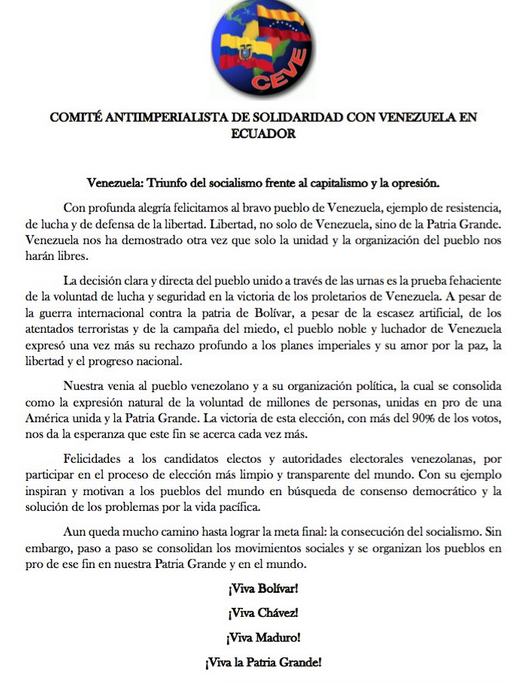 CEVE
COMITÉ ANTIIMPERIALISTA DE SOLIDARIDAD CON VENEZUELA EN
ECUADOR
Venezuela: Triunfo del socialismo frente al capitalismo y la opresión.
Con profunda alegría felicitamos al bravo pueblo de Venezuela, ejemplo de resistencia,
de lucha y de defensa de la libertad. Libertad, no solo de Venezuela, sino de la Patria Grande.
Venezuela nos ha demostrado otra vez que solo la unidad y la organización del pueblo nos
harán libres.
La decisión clara y directa del pueblo unido a través de las urnas es la prueba fehaciente
de la voluntad de lucha y seguridad en la victoria de los proletarios de Venezuela. A pesar de
la guerra internacional contra la patria de Bolívar, a pesar de la escasez artificial, de los
atentados terroristas y de la campaña del miedo, el pueblo noble y luchador de Venezuela
expresó una vez más su rechazo profundo a los planes imperiales y su amor por la paz, la
libertad y el progreso nacional.
Nuestra venia al pueblo venezolano y a su organización política, la cual se consolida
como la expresión natural de la voluntad de millones de personas, unidas en pro de una
América unida y la Patria Grande. La victoria de esta elección, con más del 90% de los votos,
nos da la esperanza que este fin se acerca cada vez más.
Felicidades a los candidatos electos y autoridades electorales venezolanas, por
participar en el proceso de elección más limpio y transparente del mundo. Con su ejemplo
inspiran y motivan a los pueblos del mundo en búsqueda de consenso democrático y la
solución de los problemas por la vida pacífica.
Aun queda mucho camino hasta lograr la meta final: la consecución del socialismo. Sin
embargo, paso a paso se consolidan los movimientos sociales y se organizan los pueblos en
pro de ese fin en nuestra Patria Grande y en el mundo.
¡Viva Bolívar!
¡Viva Chávez!
¡Viva Maduro!
¡Viva la Patria Grande!